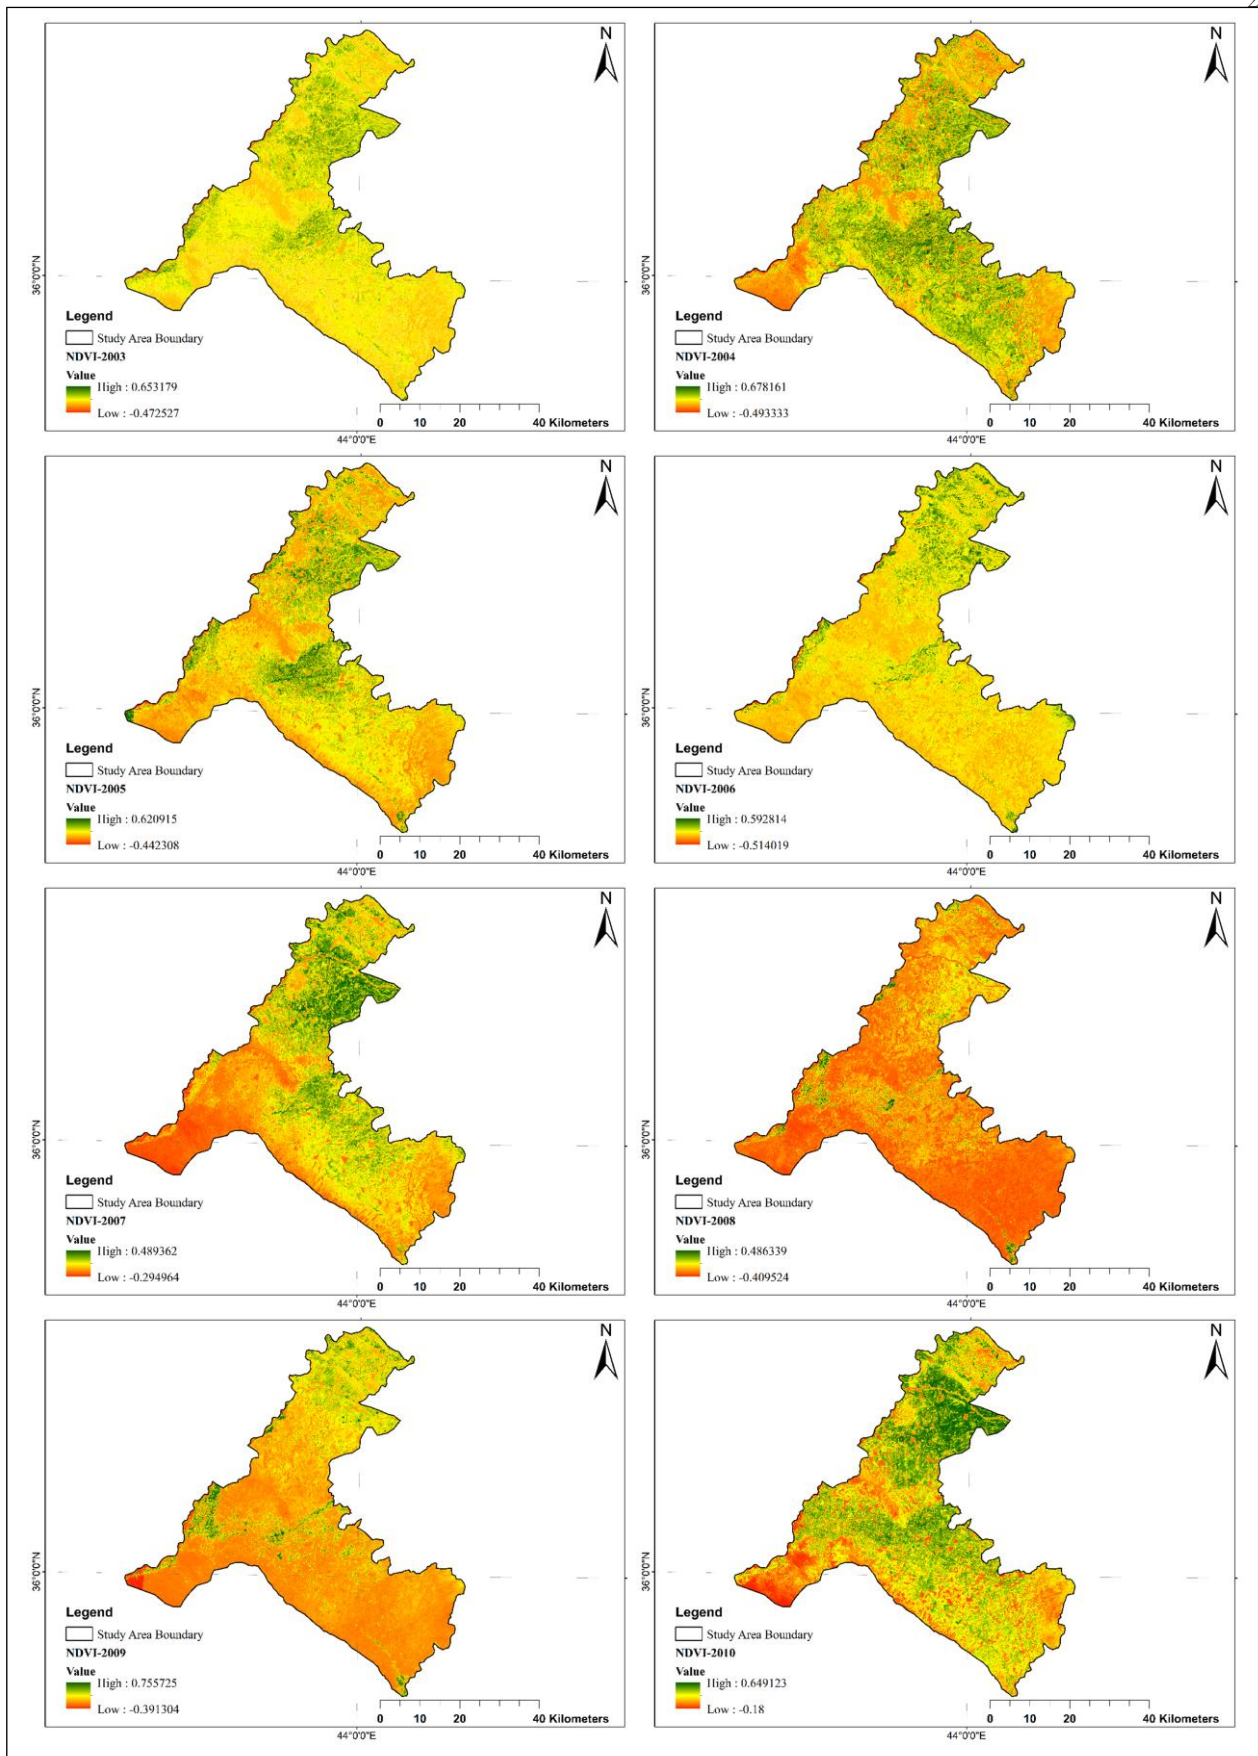 N
36°0'0"N
Legend
Study Area Boundary
NDVI-2003
Value
High : 0.653179
Low : -0.472527
0 10 20 40 Kilometers
44°0'0"E
N
36°0'0"N
Legend
Study Area Boundary
NDVI-2004
Value
High : 0.678161
Low : -0.493333
0 10 20 40 Kilometers
44°0'0"E
N
36°0'0"N
Legend
Study Area Boundary
NDVI-2005
Value
High : 0.620915
Low : -0.442308
0 10 20 40 Kilometers
44°0'0"E
N
36°0'0"N
Legend
Study Area Boundary
NDVI-2006
Value
High : 0.592814
Low : -0.514019
0 10 20 40 Kilometers
44°0'0"E
N
36°0'0"N
Legend
Study Area Boundary
NDVI-2007
Value
High : 0.489362
Low : -0.294964
0 10 20 40 Kilometers
44°0'0"E
N
36°0'0"N
Legend
Study Area Boundary
NDVI-2008
Value
High : 0.486339
Low : -0.409524
0 10 20 40 Kilometers
44°0'0"E
N
36°0'0"N
Legend
Study Area Boundary
NDVI-2009
Value
High : 0.755725
Low : -0.391304
0 10 20 40 Kilometers
44°0'0"E
N
36°0'0"N
Legend
Study Area Boundary
NDVI-2010
Value
High : 0.649123
Low : -0.18
0 10 20 40 Kilometers
44°0'0"E